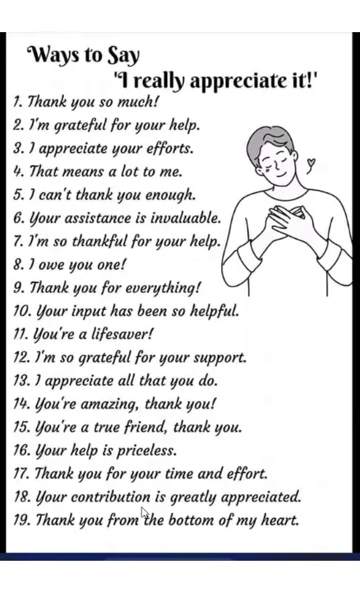 Ways to Say
'I really appreciate it!'
1. Thank you so much!
2. I'm grateful for your help.
3. I appreciate your efforts.
4. That means a lot to me.
5. I can't thank you enough.
6. Your assistance is invaluable.
7. I'm so thankful for your help.
8. I owe you one!
9. Thank you for everything!
10. Your input has been so helpful.
11. You're a lifesaver!
12. I'm so grateful for your support.
13. I appreciate all that you do.
14. You're amazing, thank you!
15. You're a true friend, thank you.
16. Your help is priceless.
17. Thank you for your time and effort.
18. Your contribution is greatly appreciated.
19. Thank you from the bottom of my heart.